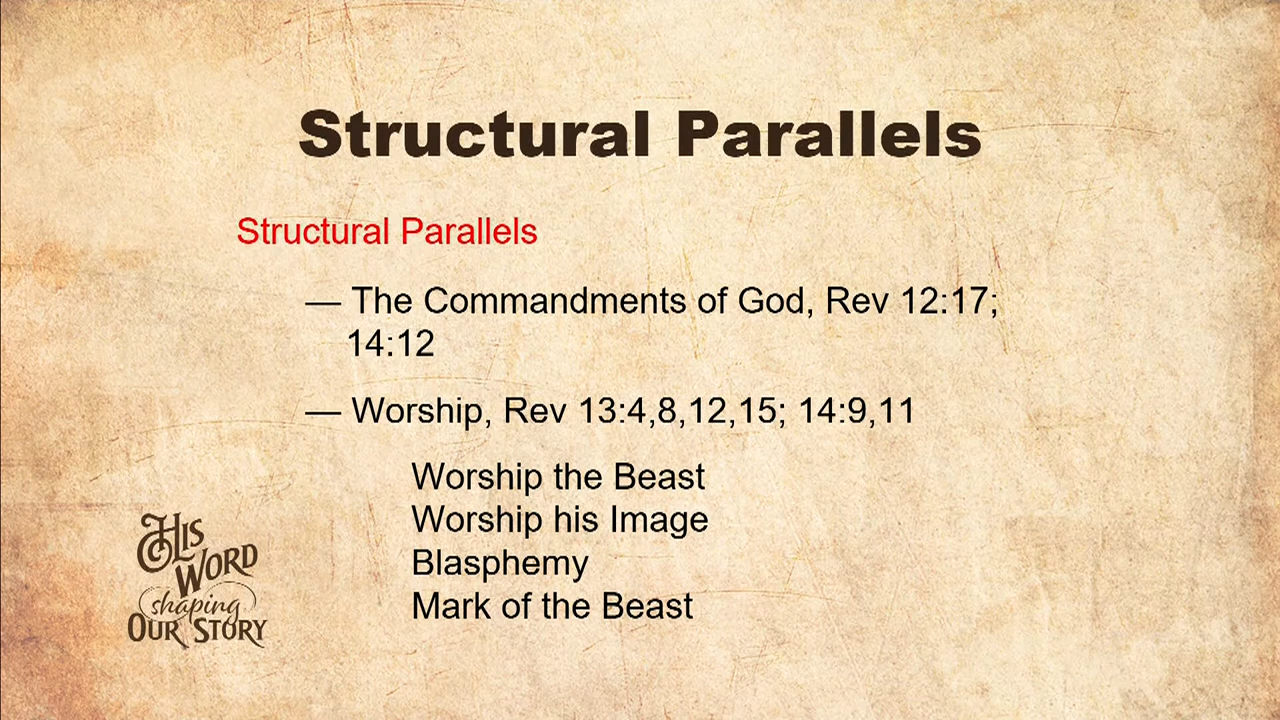 Structural Parallels
Structural Parallels
— The Commandments of God, Rev 12:17;
14:12
— Worship, Rev 13:4,8,12,15; 14:9,11
Worship the Beast
Worship his Image
Blasphemy
Mark of the Beast
HIS
WORD
shaping
OUR STORY